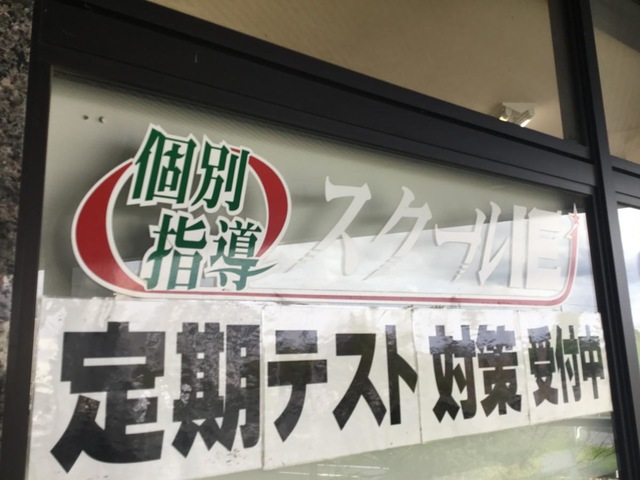 個別
指導
スクールIE
定期テスト対策受付中